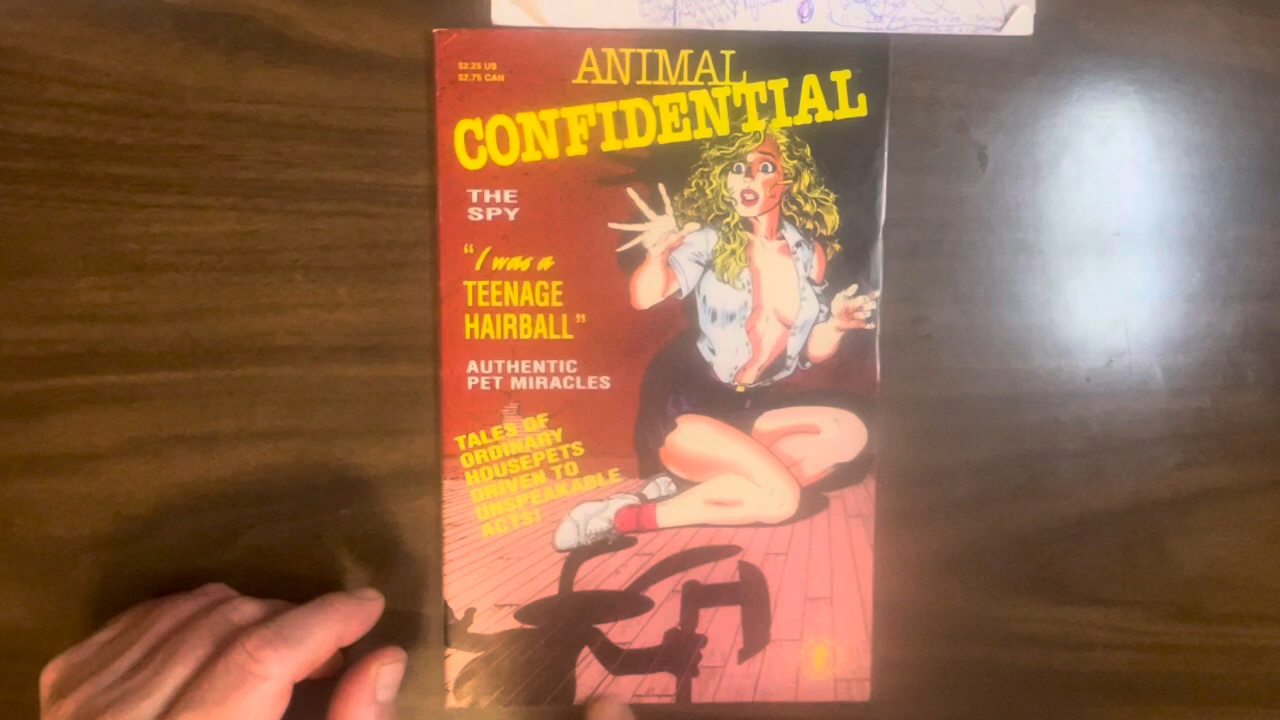 $2.25 US
$2.75 CAN
ANIMAL
CONFIDENTIAL
THE
SPY
"I was a
TEENAGE
HAIRBALL"
AUTHENTIC
PET MIRACLES
TALES OF
ORDINARY
HOUSEPETS
DRIVEN TO
UNSPEAKABLE
ACTS!